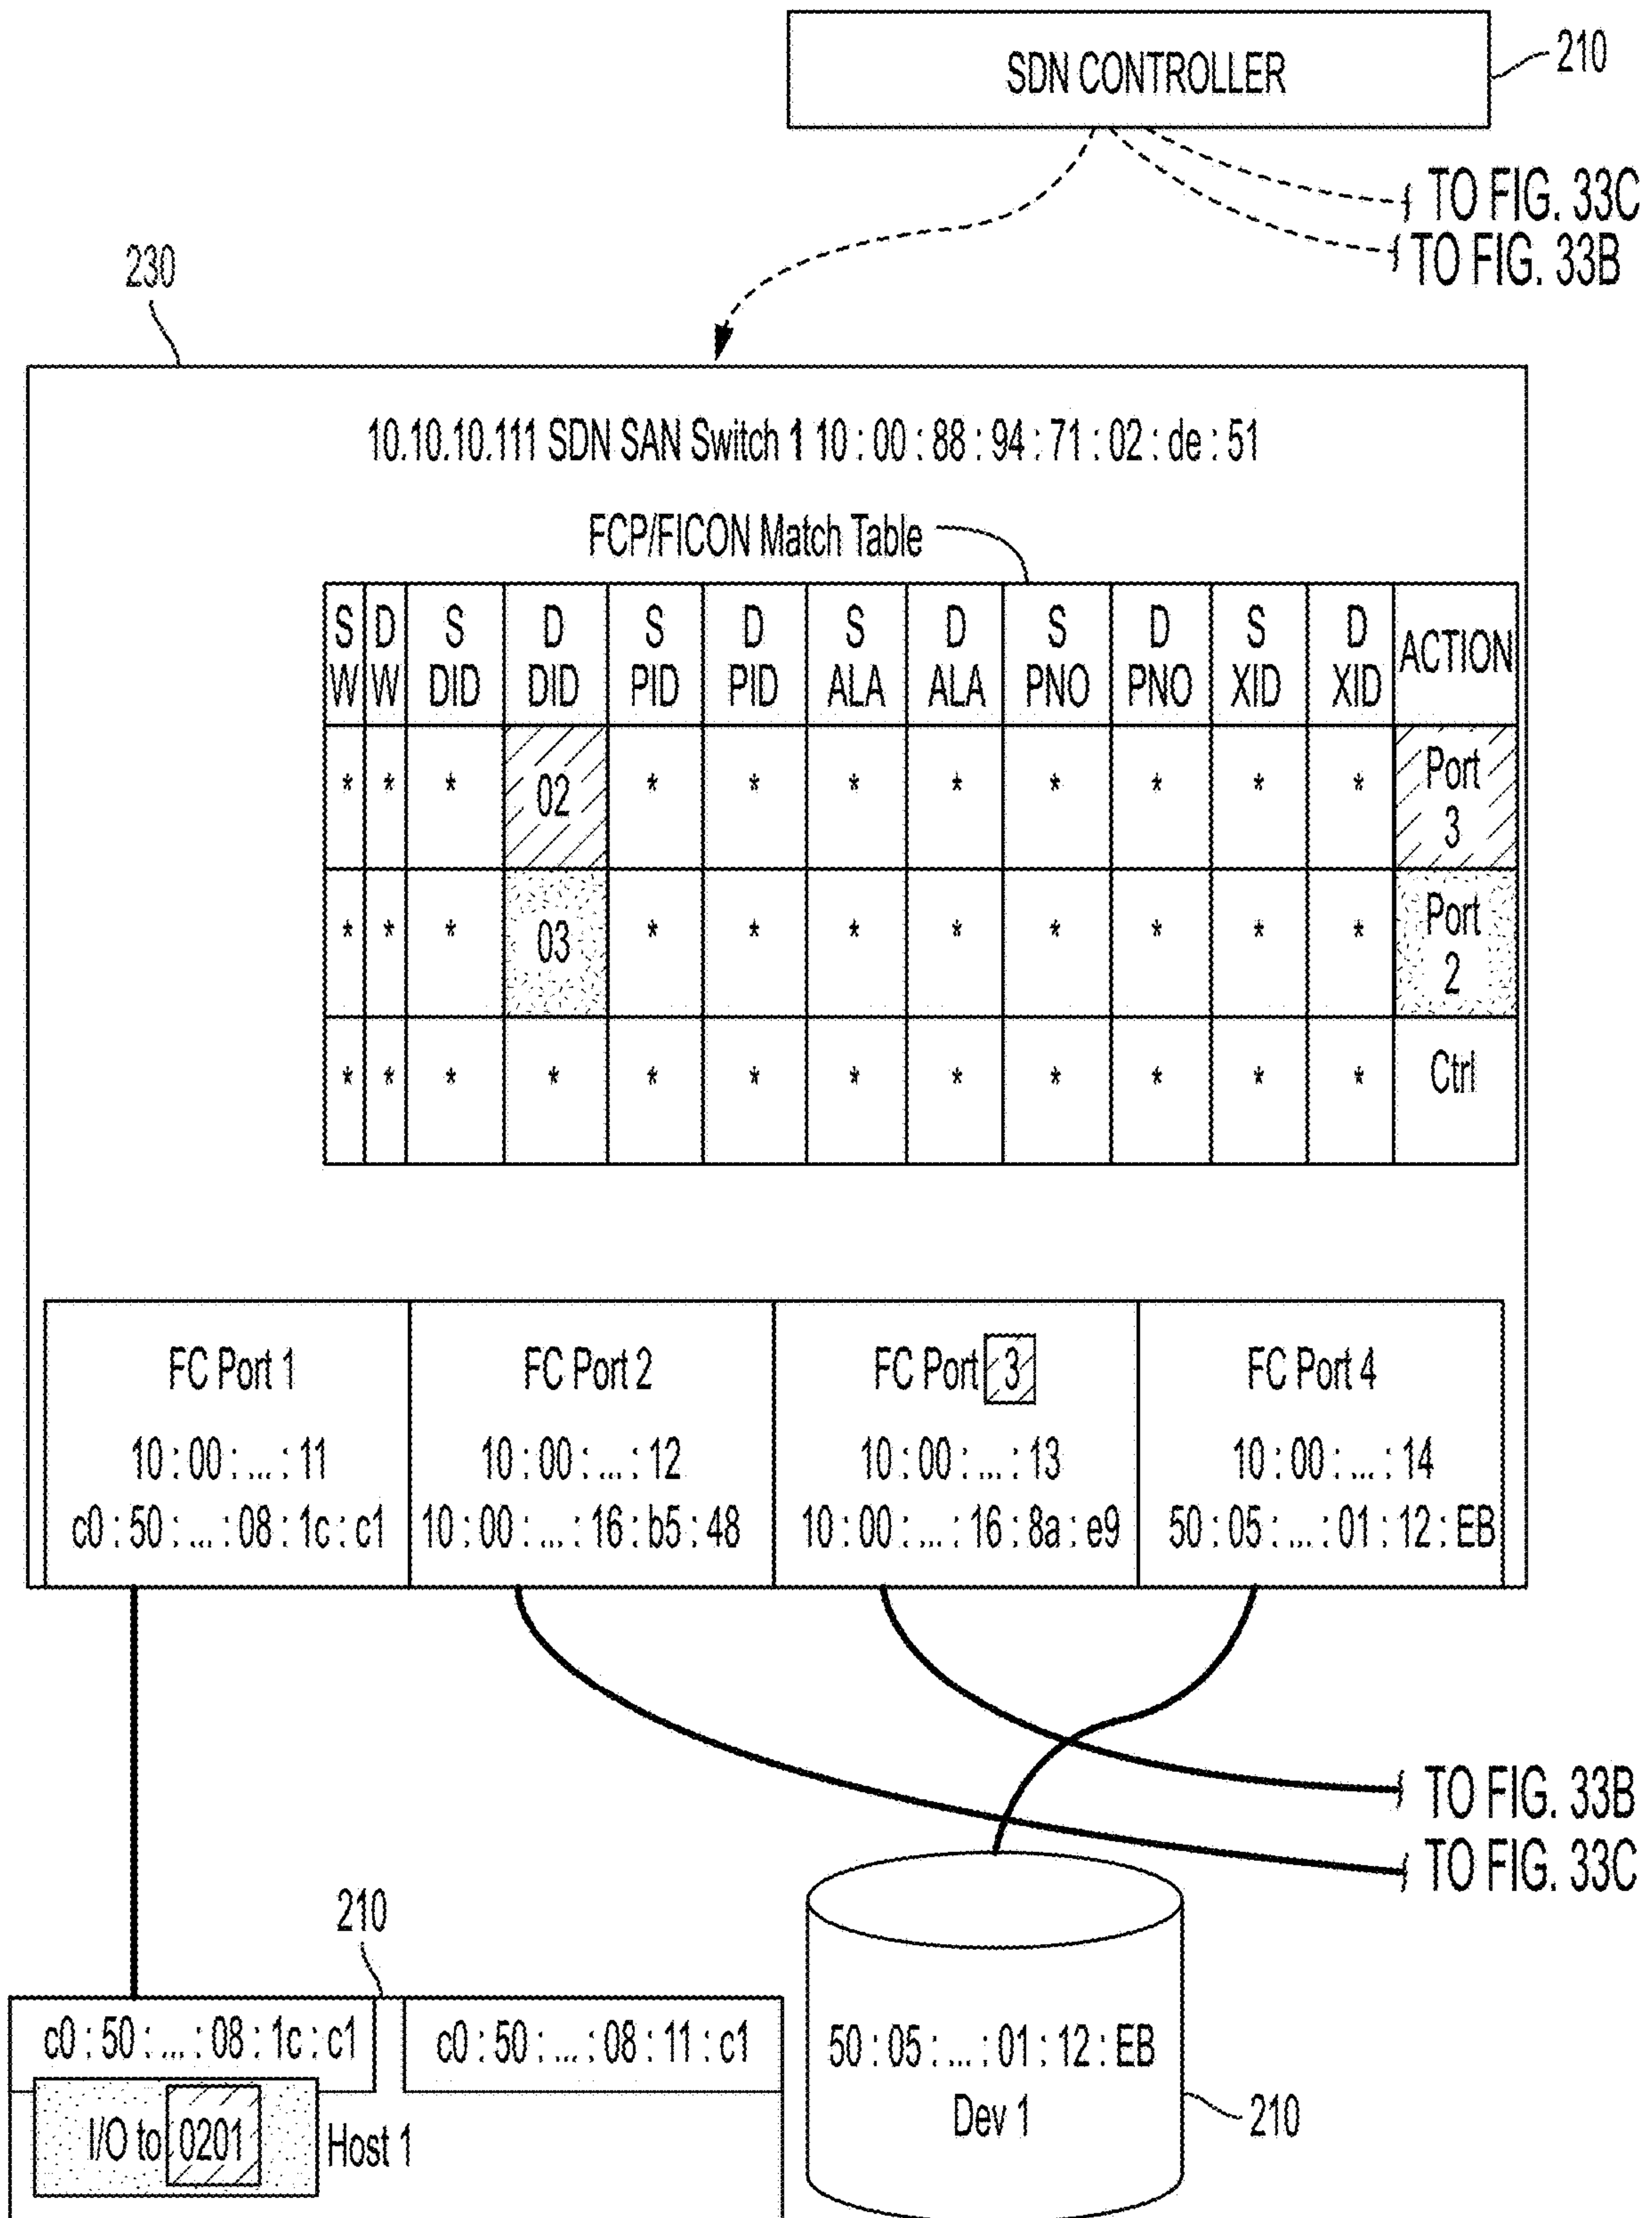 SDN CONTROLLER
210
TO FIG. 33C
TO FIG. 33B
230
10.10.10.111 SDN SAN Switch 1 10 : 00 : 88 : 94 : 71 : 02 : de : 51
FCP/FICON Match Table
S D S D S D S D S D S D
W W DID DID PID PID ALA ALA PNO PNO XID XID ACTION
* * * 02 * * * * * * * * Port 3
* * * 03 * * * * * * * * Port 2
* * * * * * * * * * * * Ctrl
FC Port 1 FC Port 2 FC Port 3 FC Port 4
10 : 00 : ... : 11 10 : 00 : ... : 12 10 : 00 : ... : 13 10 : 00 : ... : 14
c0 : 50 : ... : 08 : 1c : c1 10 : 00 : ... : 16 : b5 : 48 10 : 00 : ... : 16 : 8a : e9 50 : 05 : ... : 01 : 12 : EB
TO FIG. 33B
TO FIG. 33C
210
c0 : 50 : ... : 08 : 1c : c1 c0 : 50 : ... : 08 : 11 : c1
I/O to 0201 Host 1
50 : 05 : ... : 01 : 12 : EB
Dev 1
210